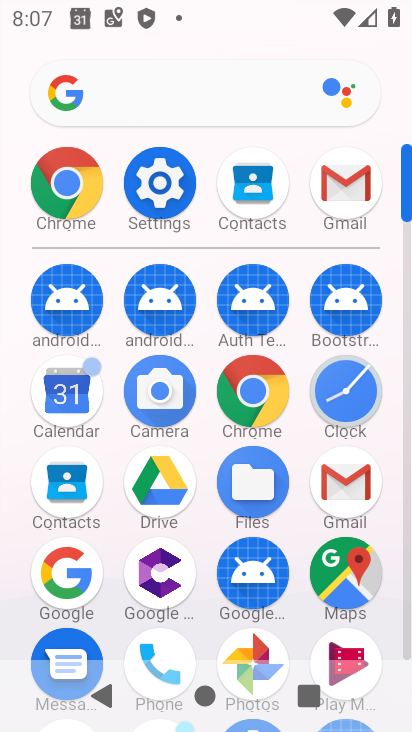 8:07 31
G
Chrome Settings Contacts Gmail
android... android... Auth Te... Bootstr...
31
Calendar Camera Chrome Clock
Contacts Drive Files Gmail
G
Google Google ... Google... Maps
Messa... Phone Photos Play M...